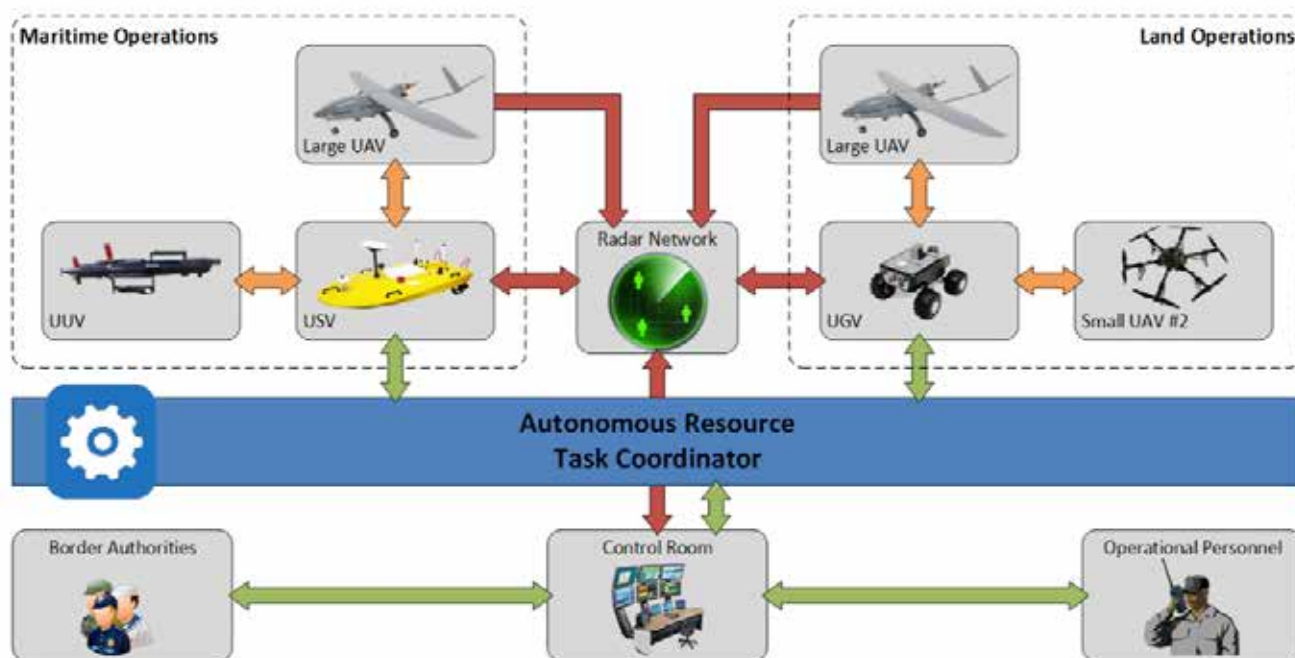 Maritime Operations
Land Operations
Large UAV
Large UAV
Radar Network
UUV
USV
UGV
Small UAV #2
Autonomous Resource
Task Coordinator
Border Authorities
Control Room
Operational Personnel